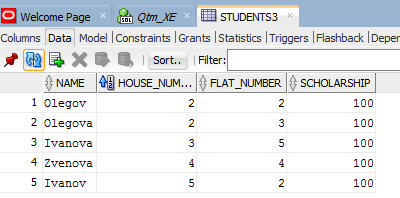 Welcome Page Qtm_XE STUDENTS3
Columns Data Model Constraints Grants Statistics Triggers Flashback Depen
Sort.. Filter:
NAME HOUSE_NUM... FLAT_NUMBER SCHOLARSHIP
1 Olegov 2 2 100
2 Olegova 2 3 100
3 Ivanova 3 5 100
4 Zvenova 4 4 100
5 Ivanov 5 2 100